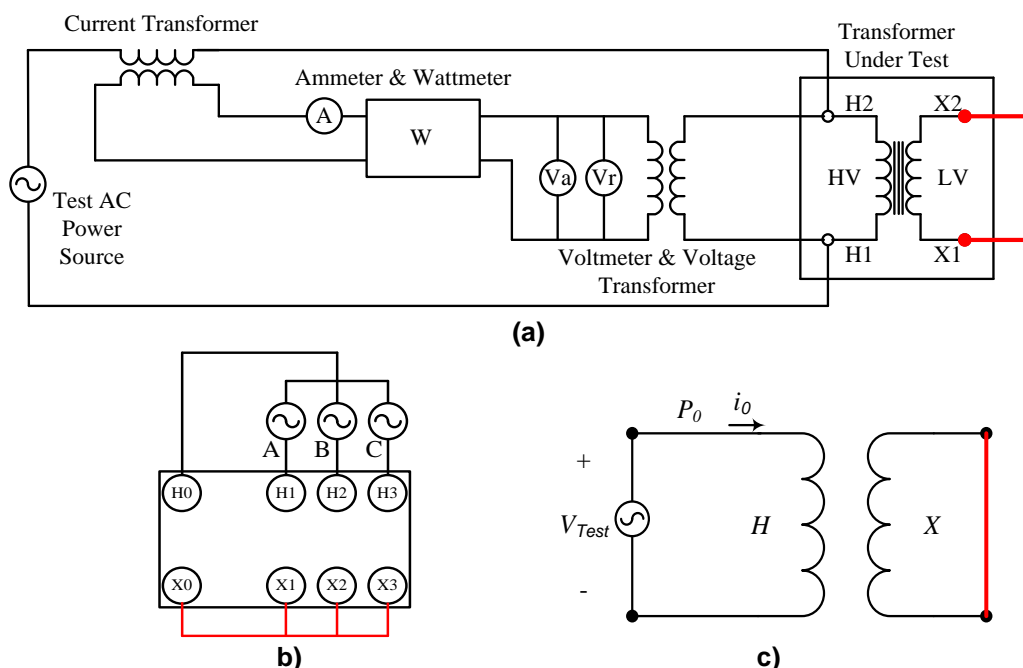 Current Transformer
Transformer
Under Test
Ammeter & Wattmeter
H2
X2
A
W
Va
Vr
HV
LV
Test AC
Power
Source
H1
X1
Voltmeter & Voltage
Transformer
(a)
A
B
C
H0
H1
H2
H3
X0
X1
X2
X3
b)
P0
i0
+
VTest
-
H
X
c)